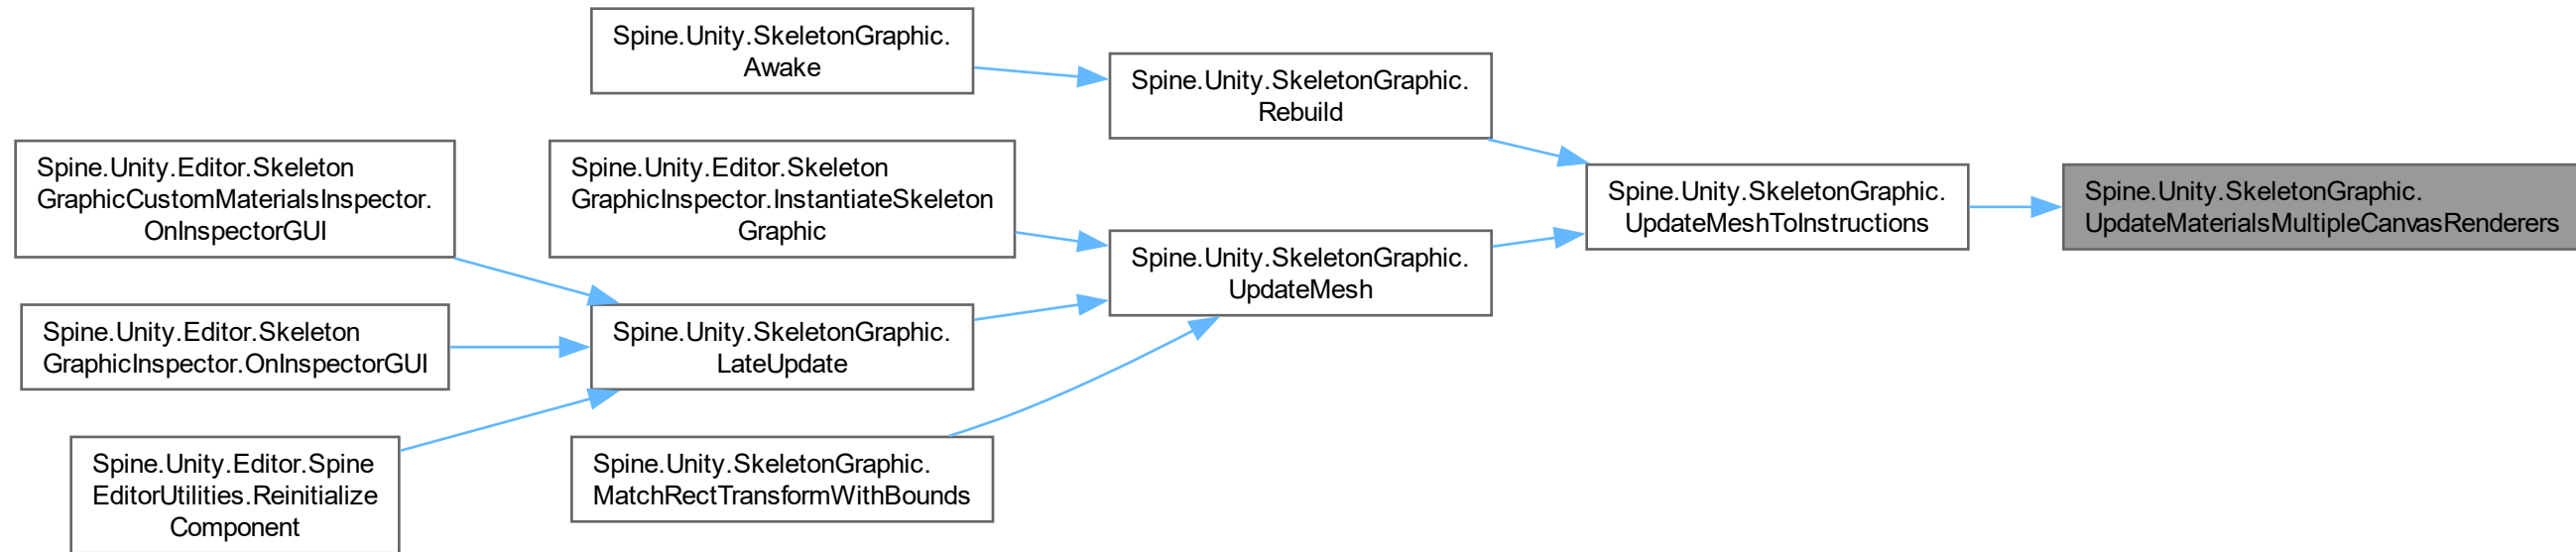 Spine.Unity.SkeletonGraphic.
Awake
Spine.Unity.SkeletonGraphic.
Rebuild
Spine.Unity.Editor.Skeleton
GraphicCustomMaterialsInspector.
OnInspectorGUI
Spine.Unity.Editor.Skeleton
GraphicInspector.InstantiateSkeleton
Graphic
Spine.Unity.SkeletonGraphic.
UpdateMeshToInstructions
Spine.Unity.SkeletonGraphic.
UpdateMaterialsMultipleCanvasRenderers
Spine.Unity.SkeletonGraphic.
UpdateMesh
Spine.Unity.Editor.Skeleton
GraphicInspector.OnInspectorGUI
Spine.Unity.SkeletonGraphic.
LateUpdate
Spine.Unity.Editor.Spine
EditorUtilities.Reinitialize
Component
Spine.Unity.SkeletonGraphic.
MatchRectTransformWithBounds